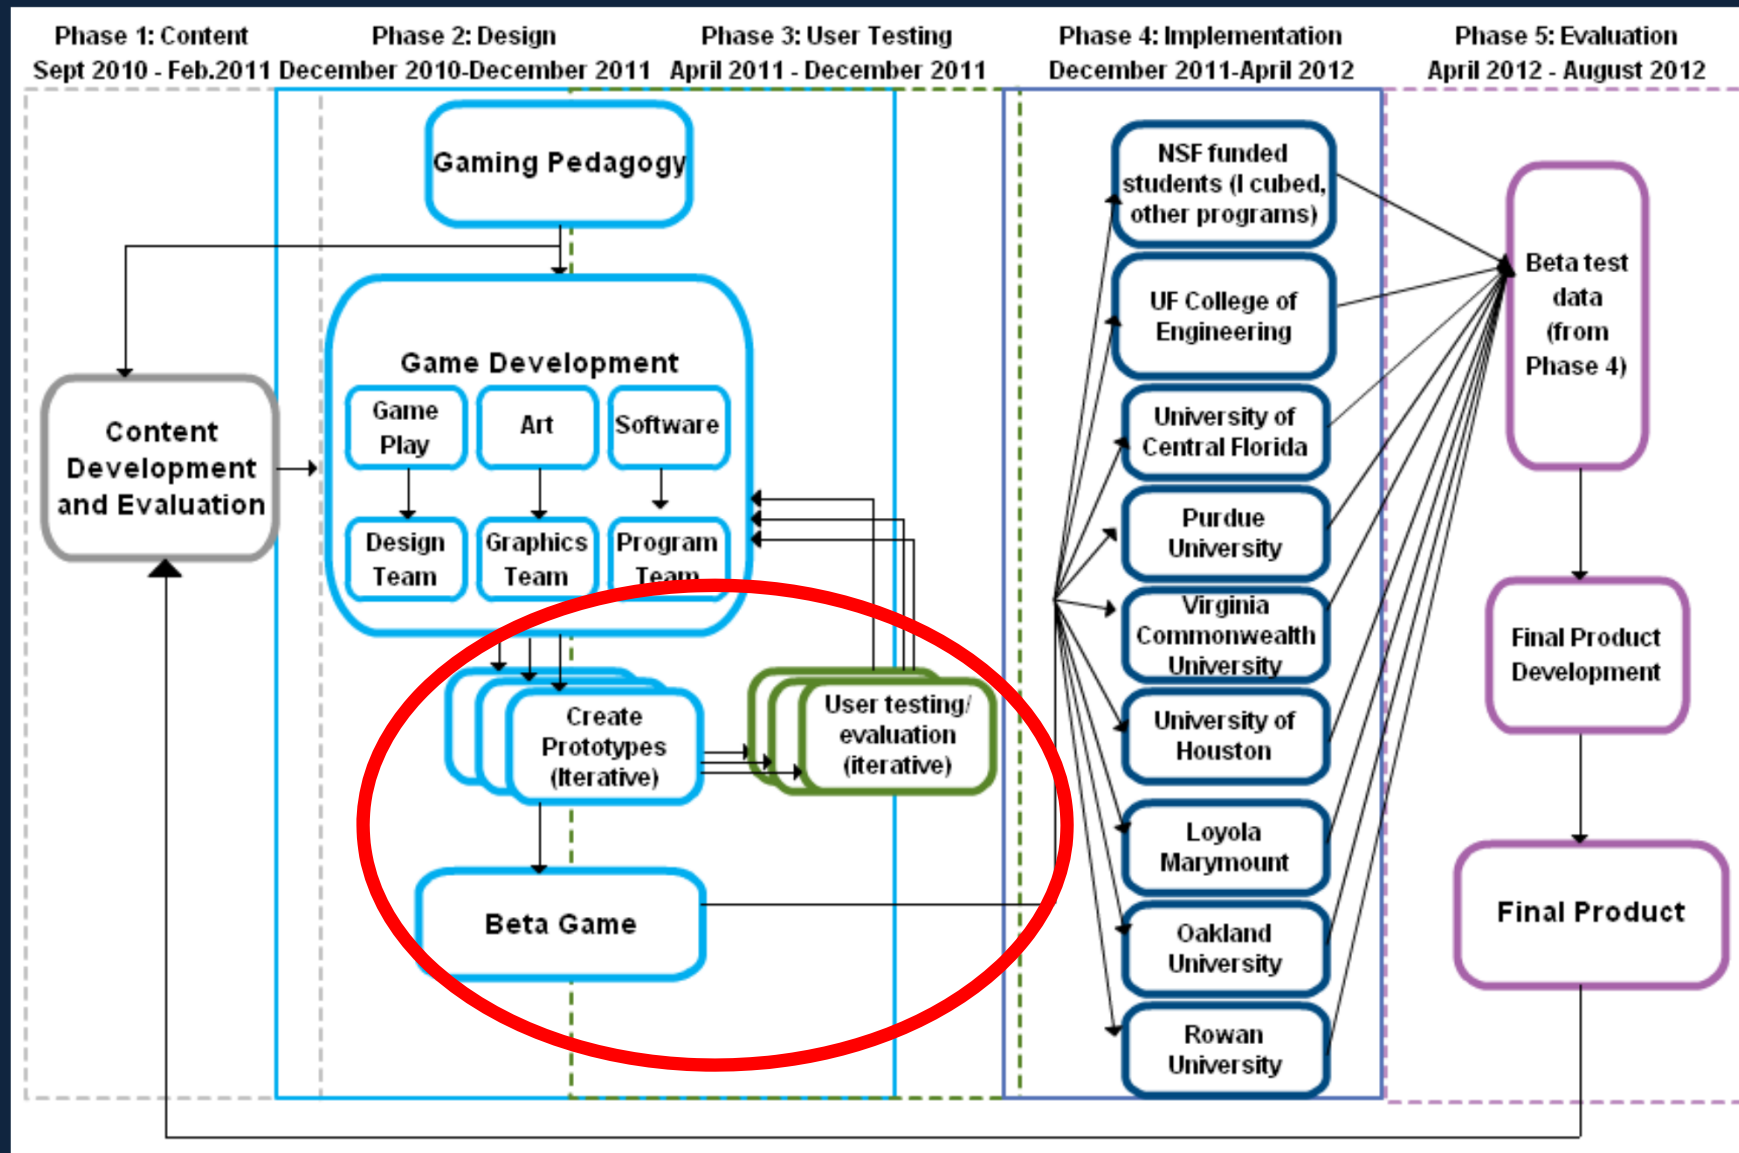 Phase 1: Content
Sept 2010 - Feb.2011
Phase 2: Design
December 2010-December 2011
Phase 3: User Testing
April 2011 - December 2011
Phase 4: Implementation
December 2011-April 2012
Phase 5: Evaluation
April 2012 - August 2012
Gaming Pedagogy
Content
Development
and Evaluation
Game Development
Game
Play
Art
Software
Design
Team
Graphics
Team
Program
Team
Create
Prototypes
(Iterative)
User testing/
evaluation
(iterative)
Beta Game
NSF funded
students (I cubed,
other programs)
UF College of
Engineering
University of
Central Florida
Purdue
University
Virginia
Commonwealth
University
University of
Houston
Loyola
Marymount
Oakland
University
Rowan
University
Beta test
data
(from
Phase 4)
Final Product
Development
Final Product